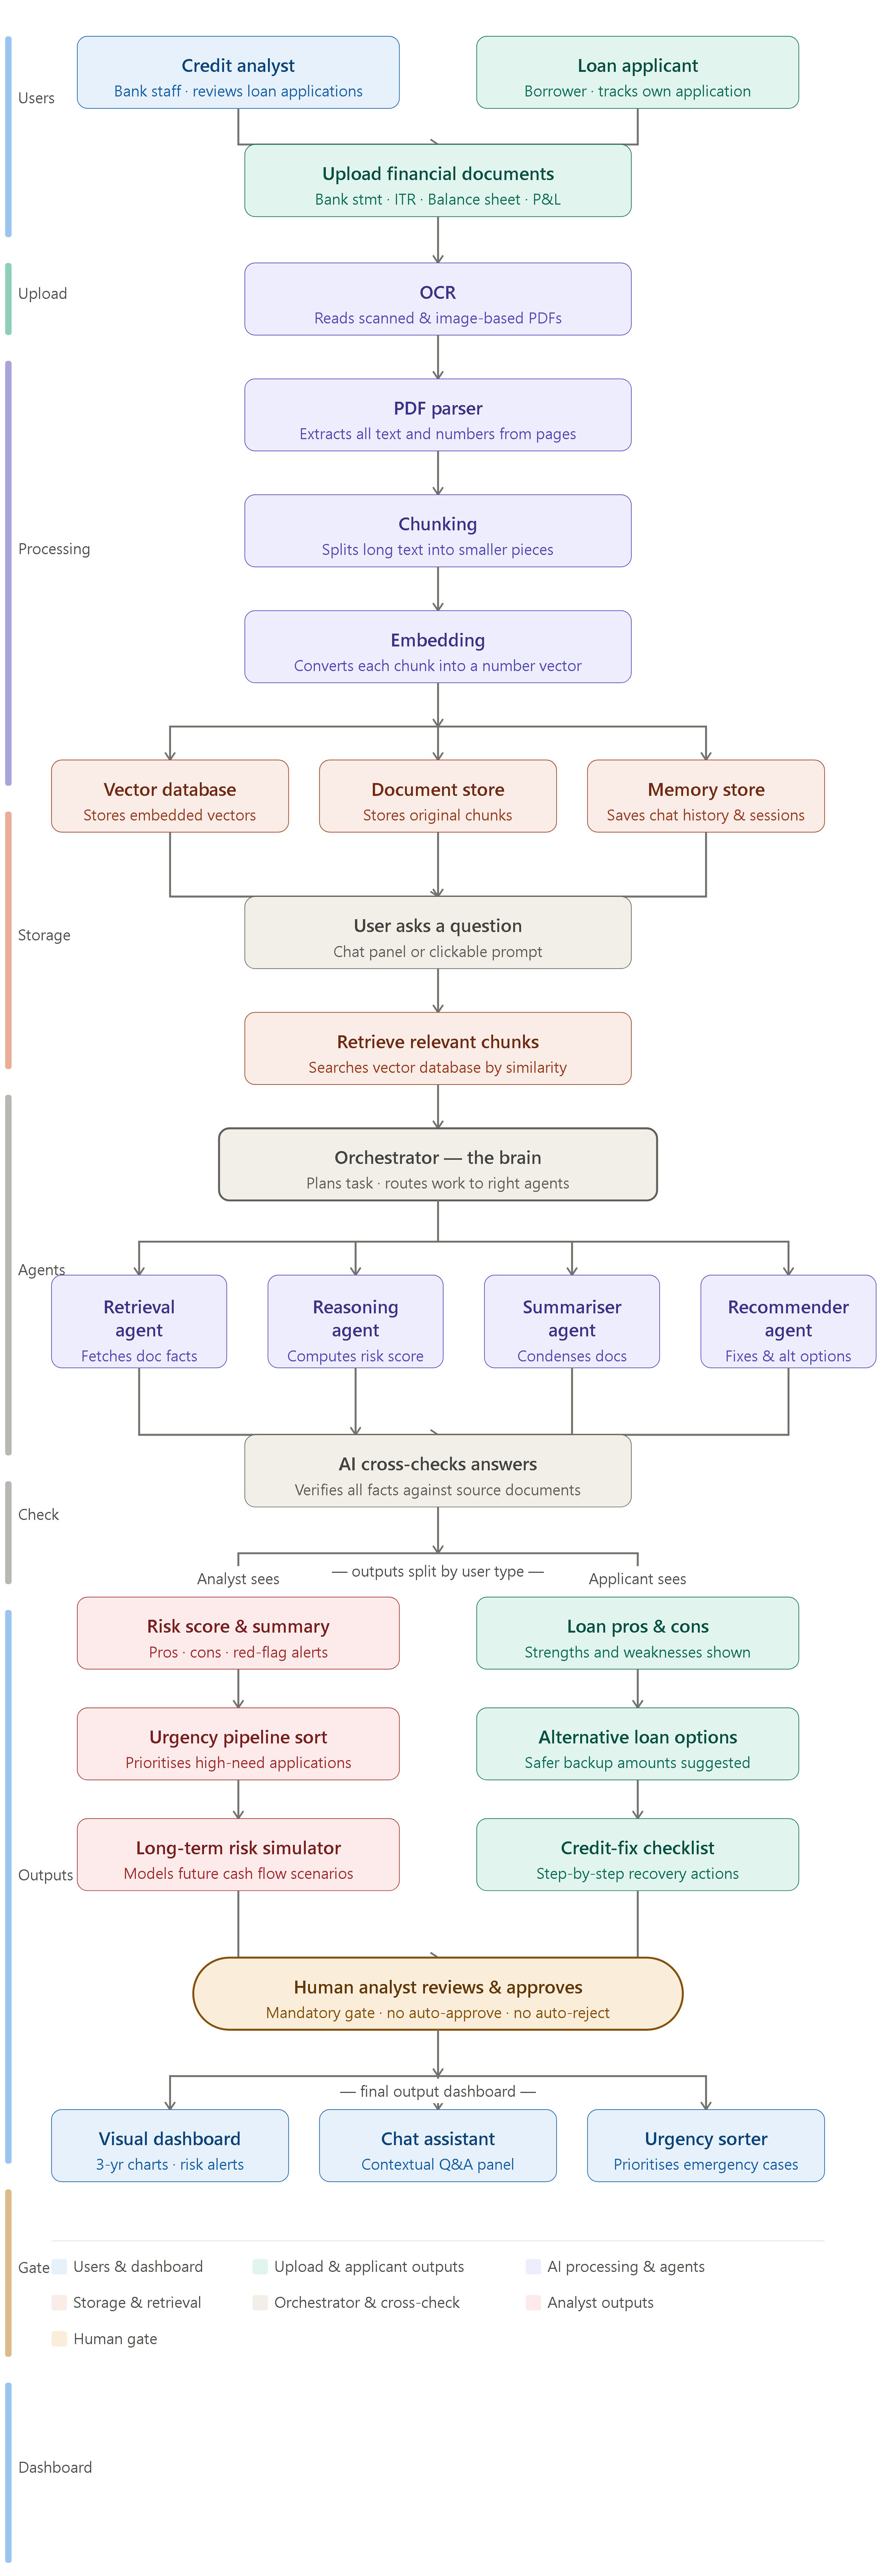 Users
Credit analyst
Bank staff · reviews loan applications
Loan applicant
Borrower · tracks own application
Upload financial documents
Bank stmt · ITR · Balance sheet · P&L
Upload
OCR
Reads scanned & image-based PDFs
Processing
PDF parser
Extracts all text and numbers from pages
Chunking
Splits long text into smaller pieces
Embedding
Converts each chunk into a number vector
Vector database
Stores embedded vectors
Document store
Stores original chunks
Memory store
Saves chat history & sessions
Storage
User asks a question
Chat panel or clickable prompt
Retrieve relevant chunks
Searches vector database by similarity
Orchestrator — the brain
Plans task · routes work to right agents
Agents
Retrieval
agent
Fetches doc facts
Reasoning
agent
Computes risk score
Summariser
agent
Condenses docs
Recommender
agent
Fixes & alt options
AI cross-checks answers
Verifies all facts against source documents
Check
Analyst sees
— outputs split by user type —
Applicant sees
Risk score & summary
Pros · cons · red-flag alerts
Loan pros & cons
Strengths and weaknesses shown
Urgency pipeline sort
Prioritises high-need applications
Alternative loan options
Safer backup amounts suggested
Outputs
Long-term risk simulator
Models future cash flow scenarios
Credit-fix checklist
Step-by-step recovery actions
Human analyst reviews & approves
Mandatory gate · no auto-approve · no auto-reject
— final output dashboard —
Visual dashboard
3-yr charts · risk alerts
Chat assistant
Contextual Q&A panel
Urgency sorter
Prioritises emergency cases
Gate
Users & dashboard
Upload & applicant outputs
AI processing & agents
Storage & retrieval
Orchestrator & cross-check
Analyst outputs
Human gate
Dashboard